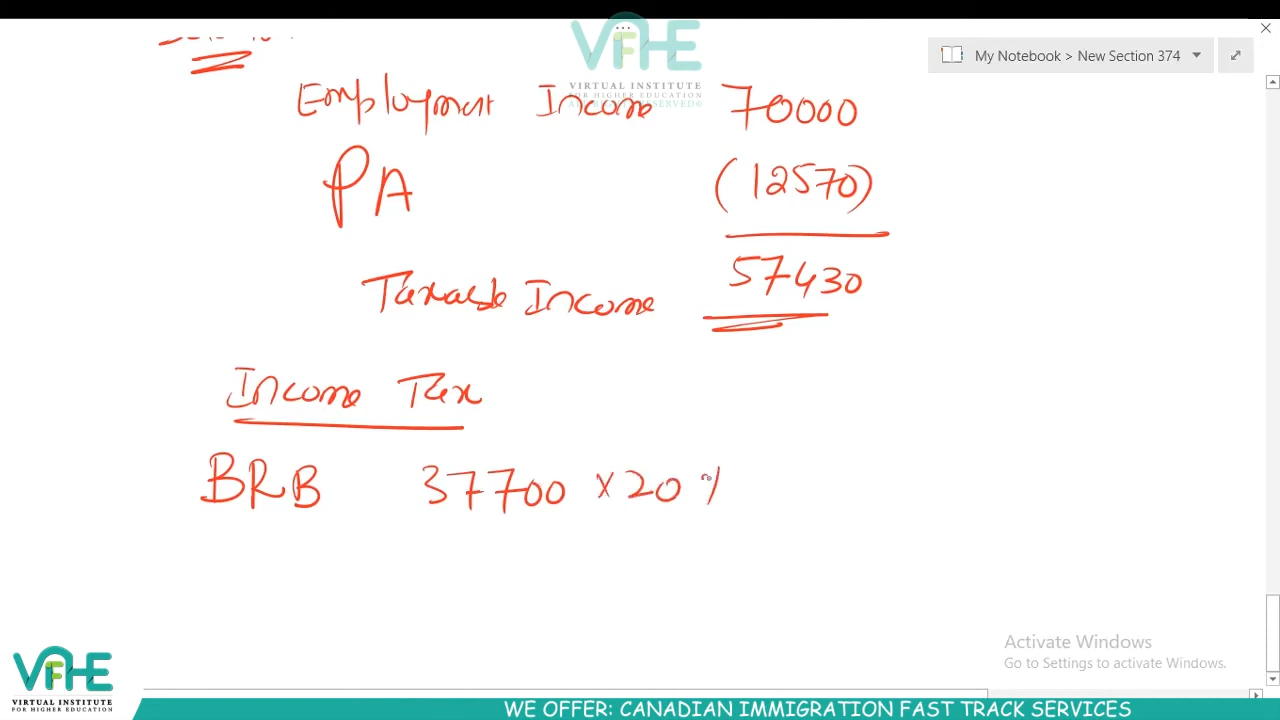 VFHE
VIRTUAL INSTITUTE
FOR HIGHER EDUCATION
My Notebook > New Section 374
Employment Income 70000
PA (12570)
Taxable Income 57430
Income Tax
BRB 37700 x 20 %
Activate Windows
Go to Settings to activate Windows.
VFHE
VIRTUAL INSTITUTE
FOR HIGHER EDUCATION
WE OFFER: CANADIAN IMMIGRATION FAST TRACK SERVICES